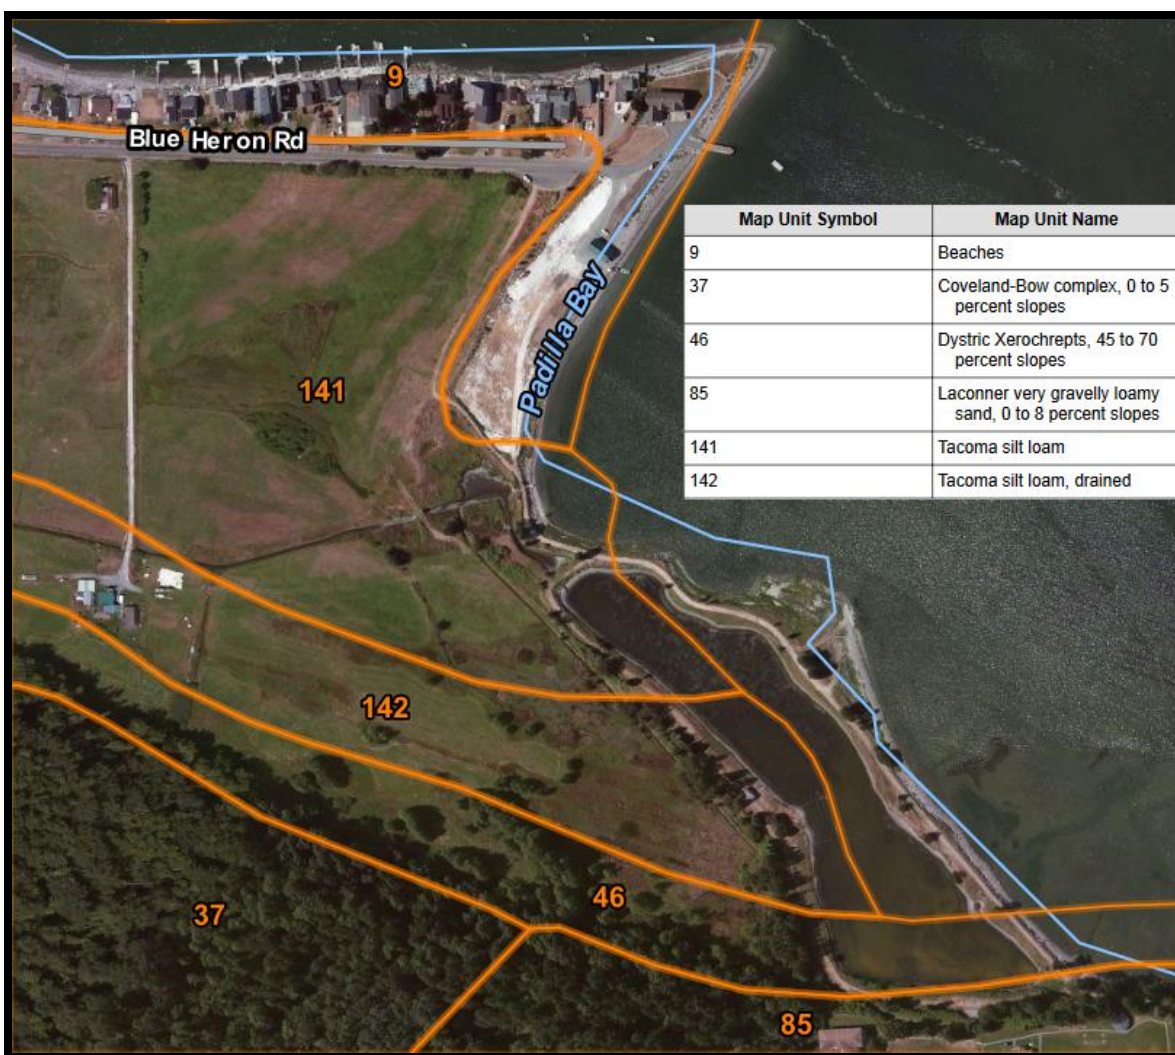 9
Blue Heron Rd
Map Unit Symbol Map Unit Name
9 Beaches
37 Coveland-Bow complex, 0 to 5
percent slopes
46 Dystric Xerochrepts, 45 to 70
percent slopes
85 Laconner very gravelly loamy
sand, 0 to 8 percent slopes
141 Tacoma silt loam
142 Tacoma silt loam, drained
Padilla Bay
141
142
46
37
85